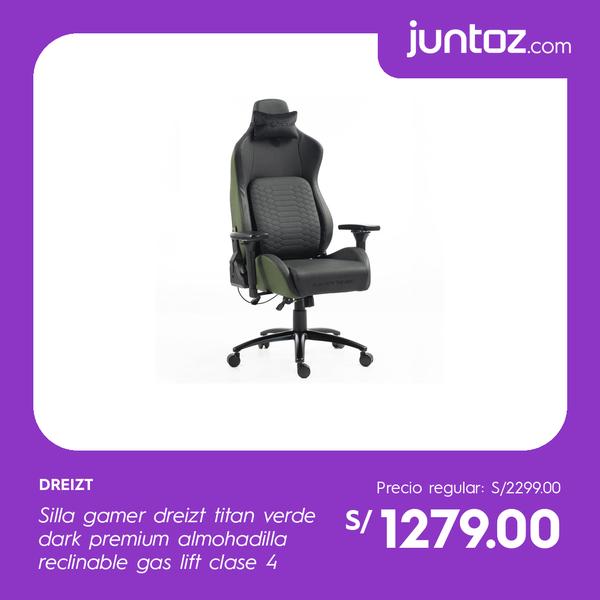 juntoz.com
DREIZT
Silla gamer dreizt titan verde
dark premium almohadilla
reclinable gas lift clase 4
Precio regular: S/2299.00
S/ 1279.00